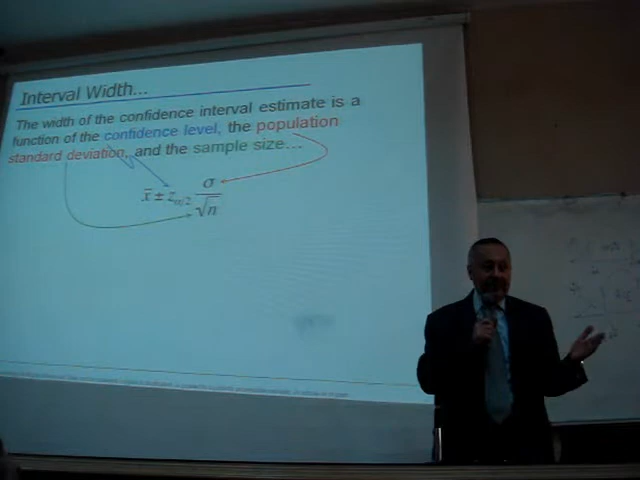 Interval Width...
The width of the confidence interval estimate is a
function of the confidence level, the population
standard deviation, and the sample size...
x̄ ± z_{α/2} σ/√n